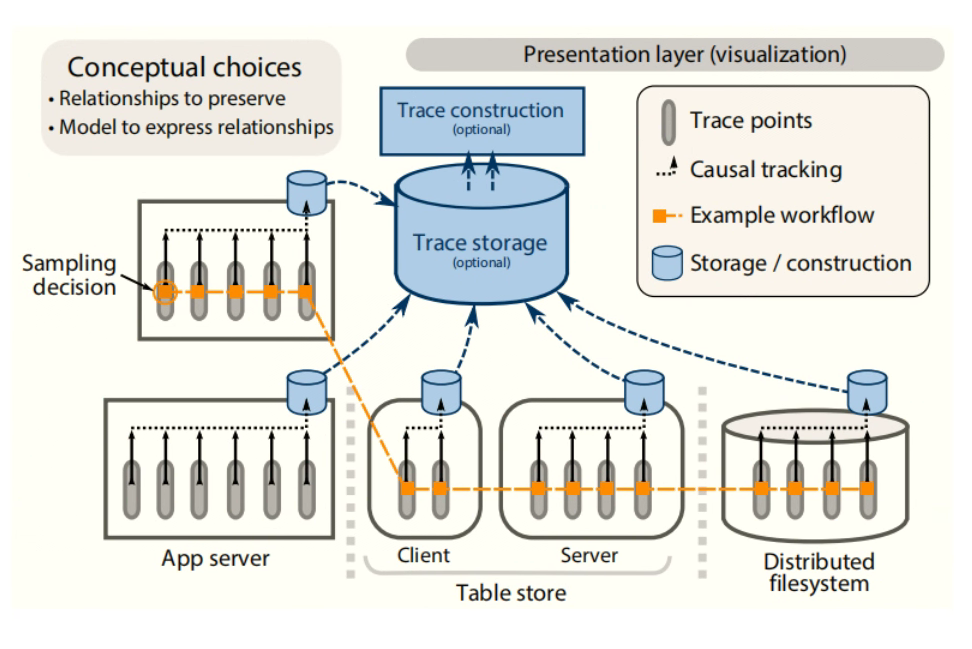 Presentation layer (visualization)
Conceptual choices
• Relationships to preserve
• Model to express relationships
Trace construction
(optional)
Trace points
Causal tracking
Example workflow
Storage / construction
Trace storage
(optional)
Sampling
decision
App server
Client
Server
Table store
Distributed
filesystem